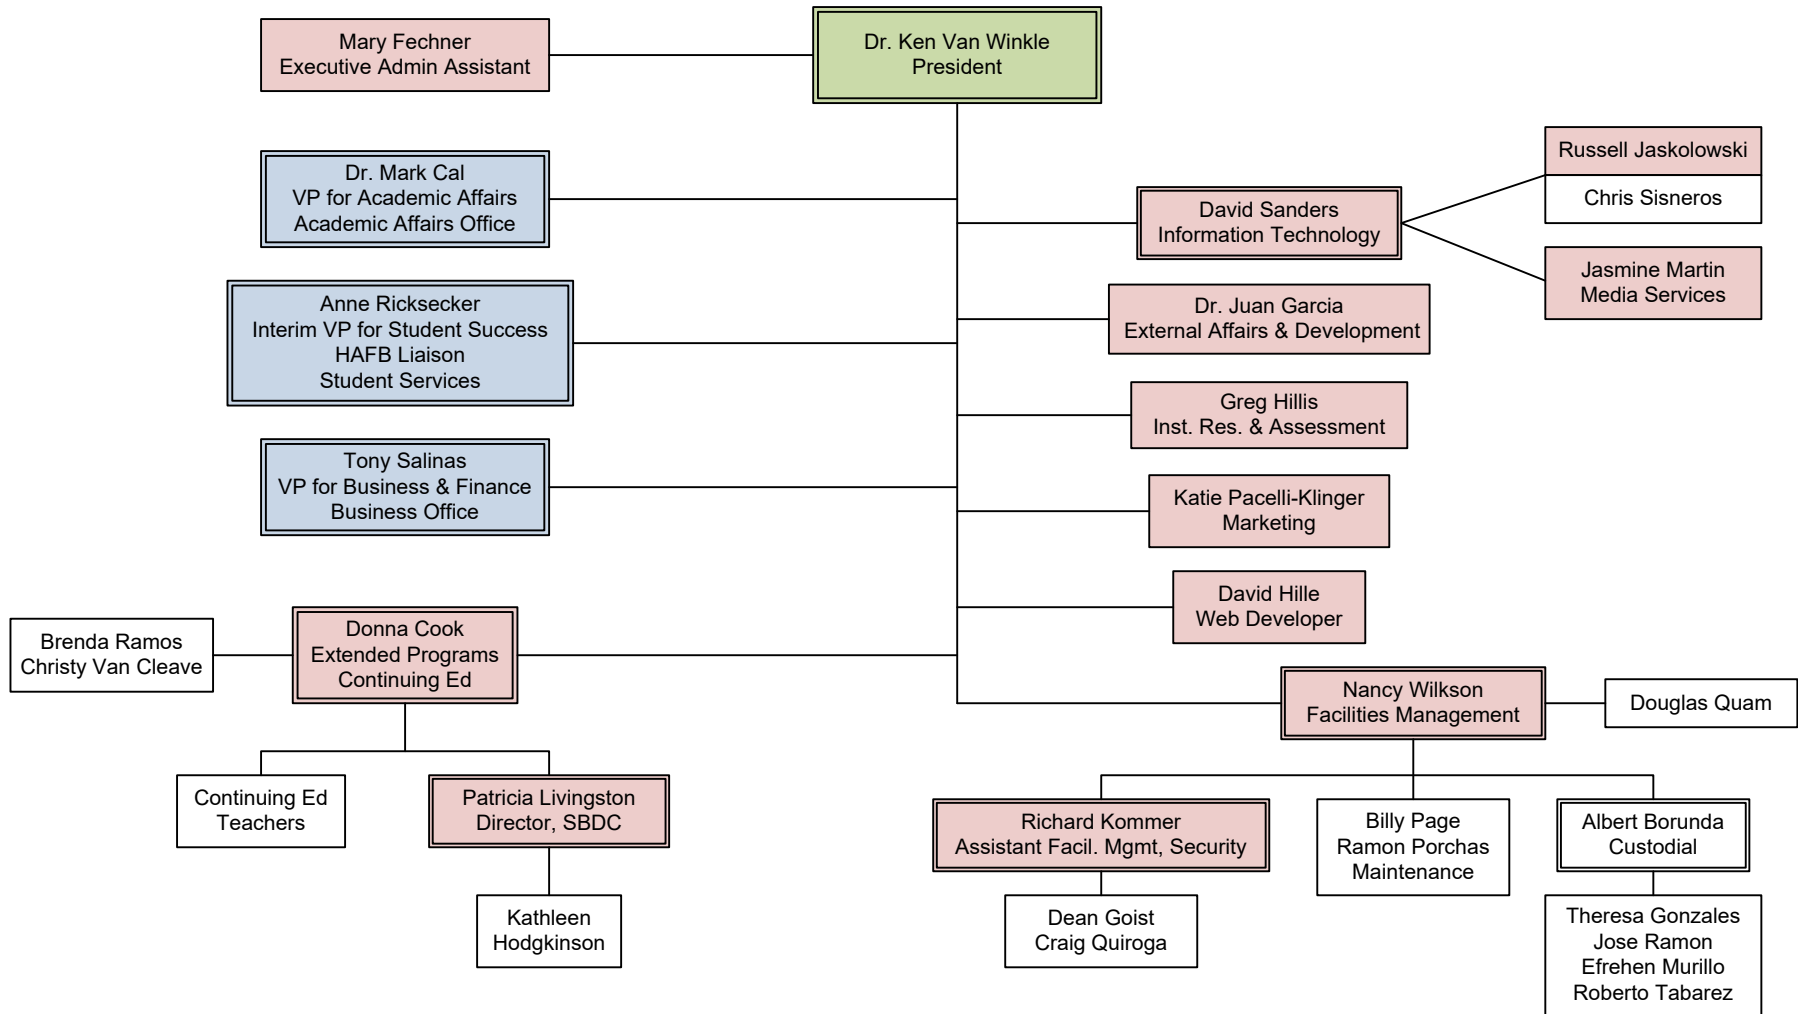 Mary Fechner
Executive Admin Assistant
Dr. Ken Van Winkle
President
Dr. Mark Cal
VP for Academic Affairs
Academic Affairs Office
Russell Jaskolowski
Chris Sisneros
David Sanders
Information Technology
Jasmine Martin
Media Services
Anne Ricksecker
Interim VP for Student Success
HAFB Liaison
Student Services
Dr. Juan Garcia
External Affairs & Development
Greg Hillis
Inst. Res. & Assessment
Tony Salinas
VP for Business & Finance
Business Office
Katie Pacelli-Klinger
Marketing
David Hille
Web Developer
Brenda Ramos
Christy Van Cleave
Donna Cook
Extended Programs
Continuing Ed
Nancy Wilkson
Facilities Management
Douglas Quam
Continuing Ed
Teachers
Patricia Livingston
Director, SBDC
Richard Kommer
Assistant Facil. Mgmt, Security
Billy Page
Ramon Porchas
Maintenance
Albert Borunda
Custodial
Kathleen
Hodgkinson
Dean Goist
Craig Quiroga
Theresa Gonzales
Jose Ramon
Efrehen Murillo
Roberto Tabarez